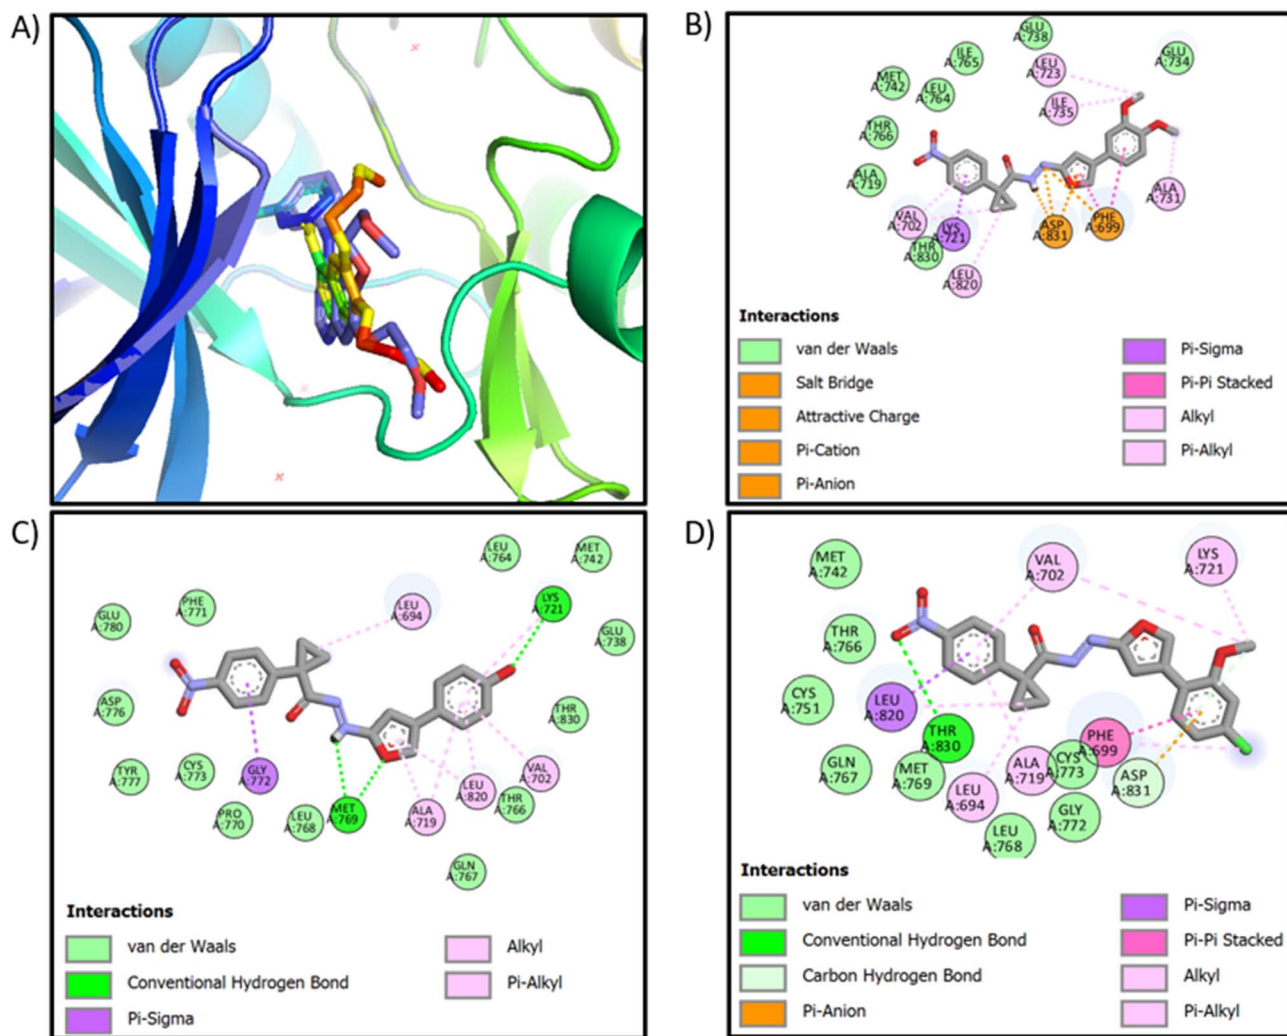 A)
B)
GLU
A:738
ILE
A:765
LEU
A:723
GLU
A:734
MET
A:742
LEU
A:764
ILE
A:735
THR
A:766
ALA
A:719
ALA
A:731
VAL
A:702
LYS
A:721
ASP
A:831
PHE
A:699
THR
A:830
LEU
A:820
Interactions
van der Waals
Salt Bridge
Attractive Charge
Pi-Cation
Pi-Anion
Pi-Sigma
Pi-Pi Stacked
Alkyl
Pi-Alkyl
C)
LEU
A:764
MET
A:742
PHE
A:771
LEU
A:694
LYS
A:721
GLU
A:780
GLU
A:738
ASP
A:776
THR
A:830
TYR
A:777
CYS
A:773
GLY
A:772
VAL
A:702
LEU
A:820
PRO
A:770
LEU
A:768
MET
A:769
ALA
A:719
THR
A:766
GLN
A:767
Interactions
van der Waals
Conventional Hydrogen Bond
Pi-Sigma
Alkyl
Pi-Alkyl
D)
MET
A:742
VAL
A:702
LYS
A:721
THR
A:766
CYS
A:751
LEU
A:820
THR
A:830
PHE
A:699
GLN
A:767
MET
A:769
ALA
A:719
CYS
A:773
ASP
A:831
LEU
A:694
GLY
A:772
LEU
A:768
Interactions
van der Waals
Conventional Hydrogen Bond
Carbon Hydrogen Bond
Pi-Anion
Pi-Sigma
Pi-Pi Stacked
Alkyl
Pi-Alkyl